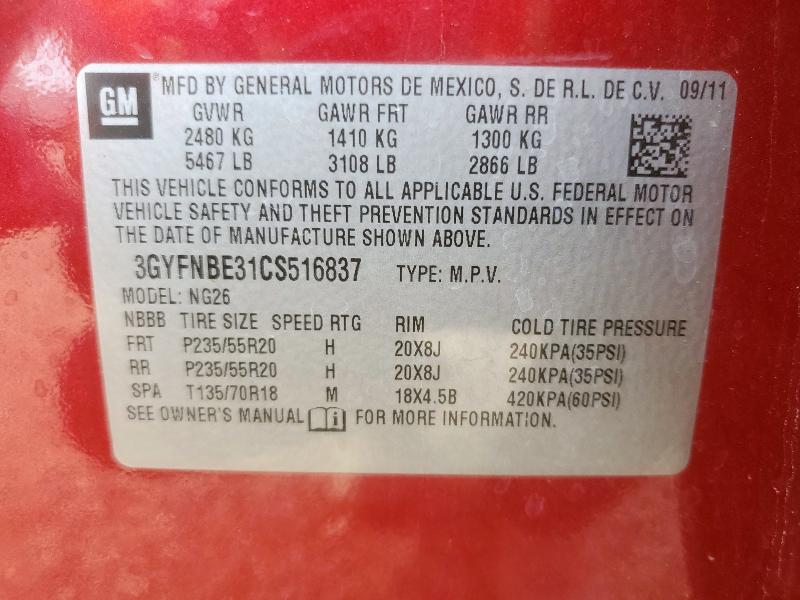 GM
®MFD BY GENERAL MOTORS DE MEXICO, S. DE R.L. DE C.V. 09/11
GVWR GAWR FRT GAWR RR
2480 KG 1410 KG 1300 KG
5467 LB 3108 LB 2866 LB
THIS VEHICLE CONFORMS TO ALL APPLICABLE U.S. FEDERAL MOTOR
VEHICLE SAFETY AND THEFT PREVENTION STANDARDS IN EFFECT ON
THE DATE OF MANUFACTURE SHOWN ABOVE.
3GYFNBE31CS516837 TYPE: M.P.V.
MODEL: NG26
NBBB TIRE SIZE SPEED RTG RIM COLD TIRE PRESSURE
FRT P235/55R20 H 20X8J 240KPA(35PSI)
RR P235/55R20 H 20X8J 240KPA(35PSI)
SPA T135/70R18 M 18X4.5B 420KPA(60PSI)
SEE OWNER'S MANUAL i FOR MORE INFORMATION.